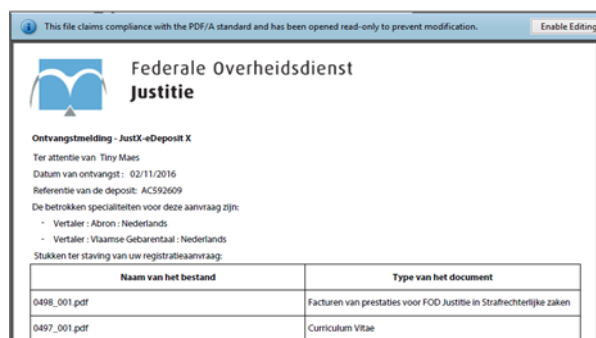 This file claims compliance with the PDF/A standard and has been opened read-only to prevent modification. Enable Editing
Federale Overheidsdienst
Justitie
Ontvangstmelding - JustX-eDeposit X
Ter attentie van Tiny Maes
Datum van ontvangst : 02/11/2016
Referentie van de deposit: AC592609
De betrokken specialiteiten voor deze aanvraag zijn:
- Vertaler : Abron : Nederlands
- Vertaler : Vlaamse Gebarentaal : Nederlands
Stukken ter staving van uw registratieaanvraag:
Naam van het bestand Type van het document
0498_001.pdf Facturen van prestaties voor FOD Justitie in Strafrechterlijke zaken
0497_001.pdf Curriculum Vitae